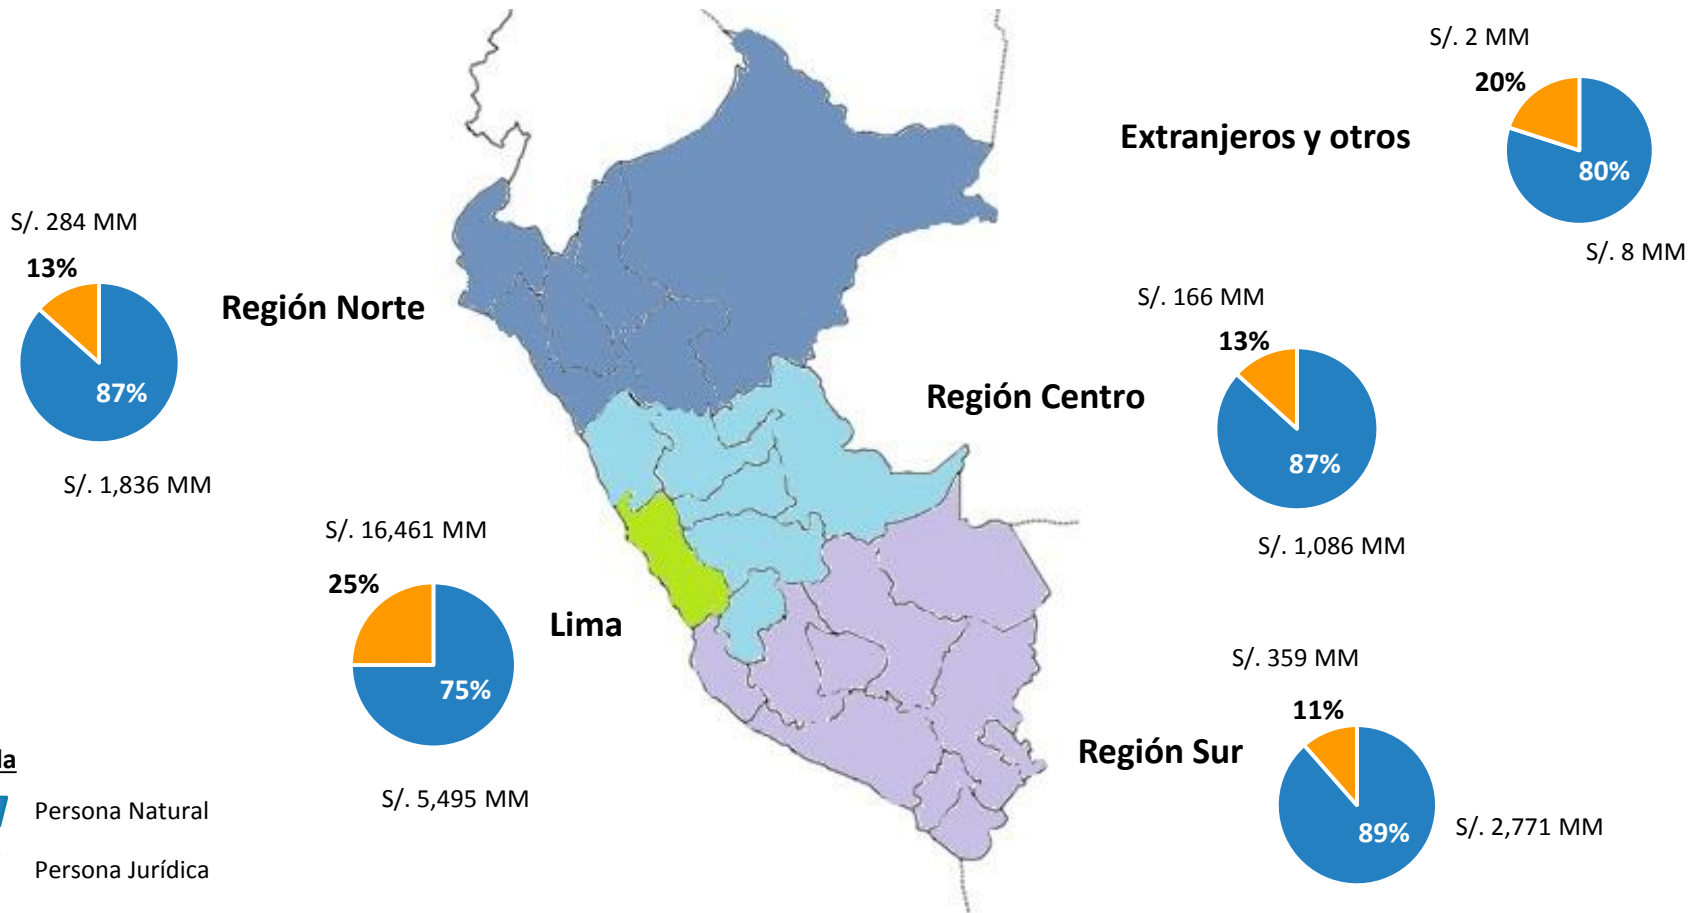 S/. 2 MM
20%
Extranjeros y otros
80%
S/. 8 MM
S/. 284 MM
13%
Región Norte
87%
S/. 1,836 MM
S/. 166 MM
13%
Región Centro
87%
S/. 1,086 MM
S/. 16,461 MM
25%
Lima
75%
S/. 5,495 MM
S/. 359 MM
11%
Región Sur
89%
S/. 2,771 MM
Persona Natural
Persona Jurídica